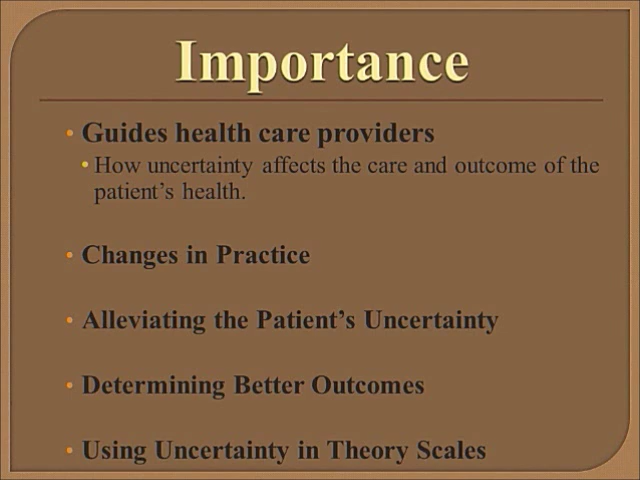 Importance
• Guides health care providers
• How uncertainty affects the care and outcome of the
patient's health.
• Changes in Practice
• Alleviating the Patient's Uncertainty
• Determining Better Outcomes
• Using Uncertainty in Theory Scales